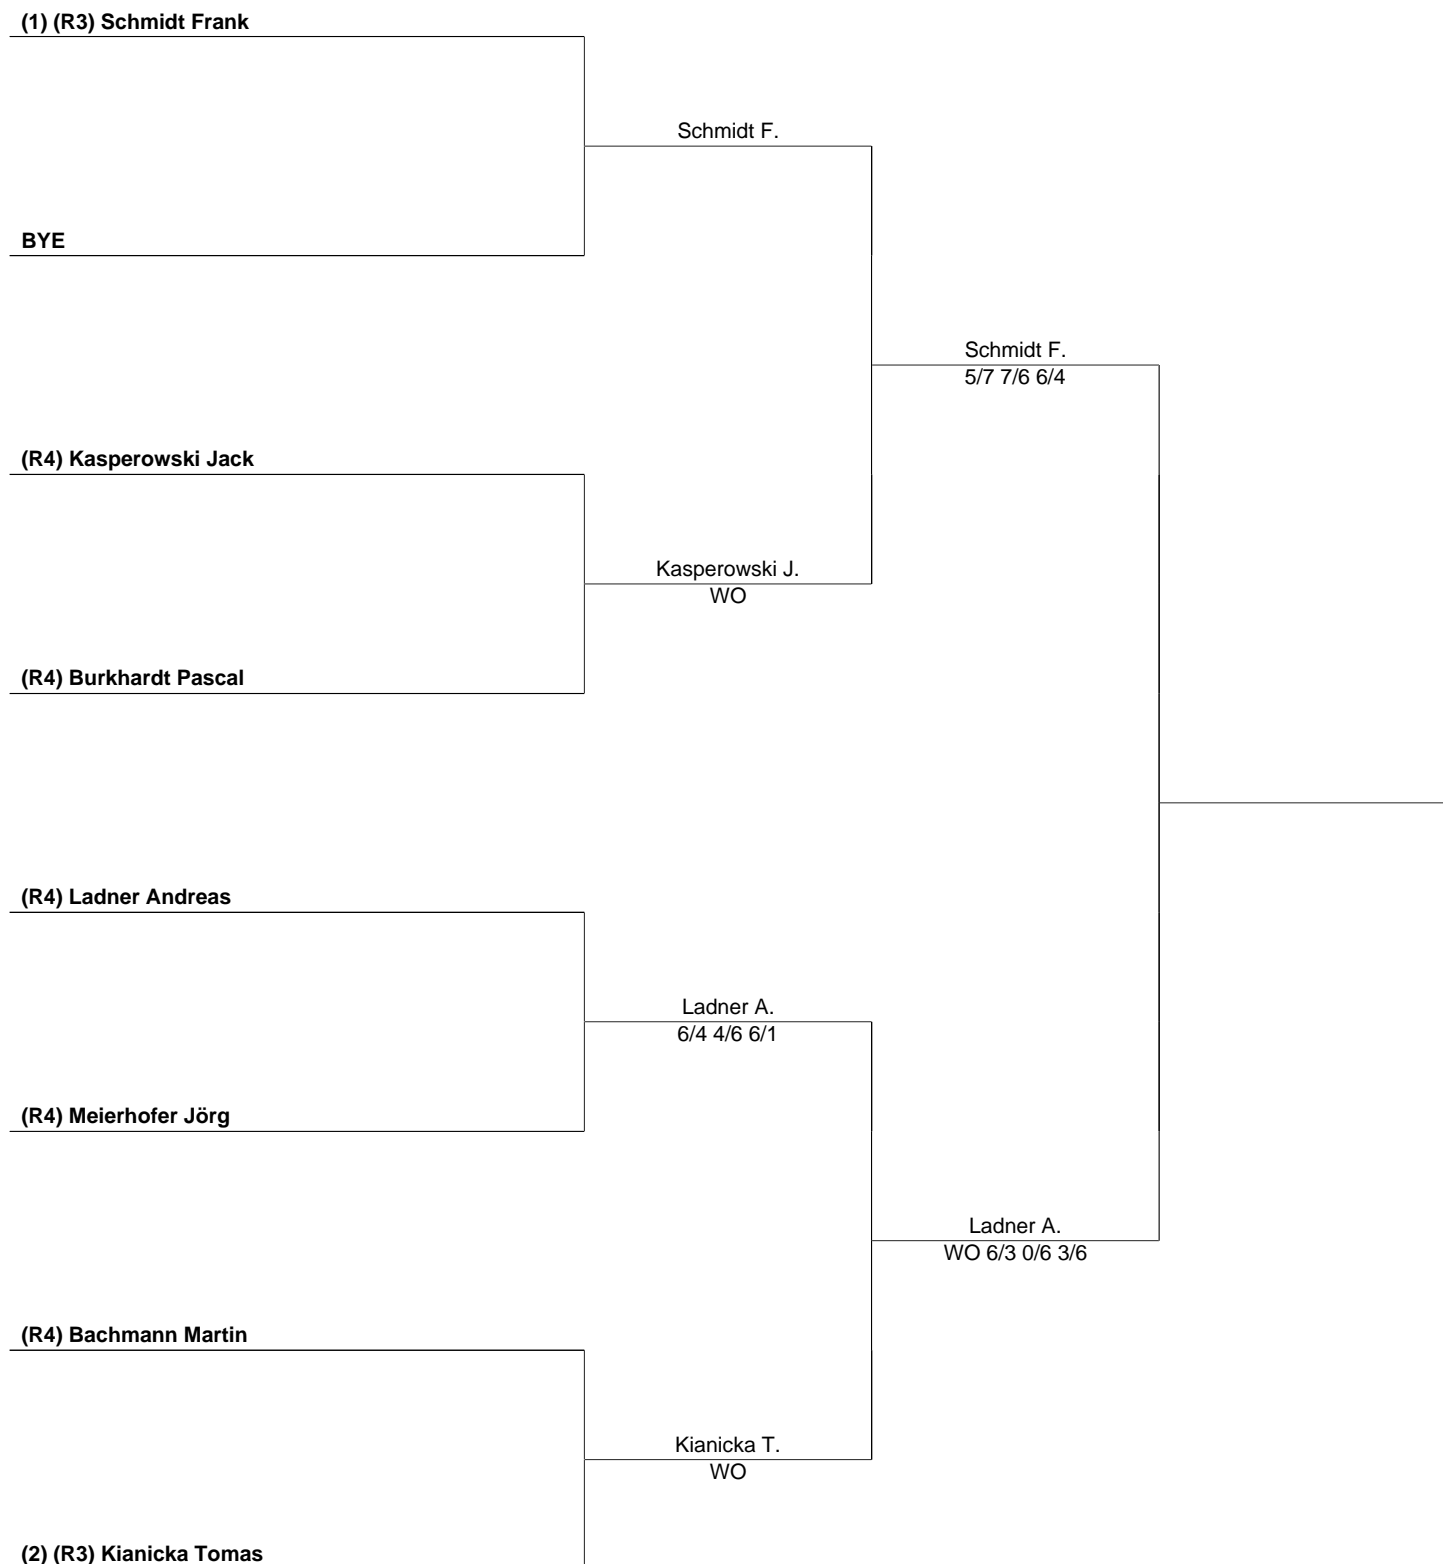 (1) (R3) Schmidt Frank
Schmidt F.
BYE
Schmidt F.
5/7 7/6 6/4
(R4) Kasperowski Jack
Kasperowski J.
WO
(R4) Burkhardt Pascal
(R4) Ladner Andreas
Ladner A.
6/4 4/6 6/1
(R4) Meierhofer Jörg
Ladner A.
WO 6/3 0/6 3/6
(R4) Bachmann Martin
Kianicka T.
WO
(2) (R3) Kianicka Tomas